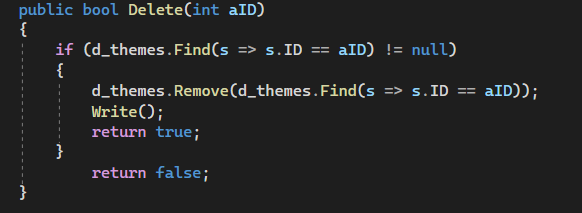 public bool Delete(int aID)
{
    if (d_themes.Find(s => s.ID == aID) != null)
    {
        d_themes.Remove(d_themes.Find(s => s.ID == aID));
        Write();
        return true;
    }
        return false;
}